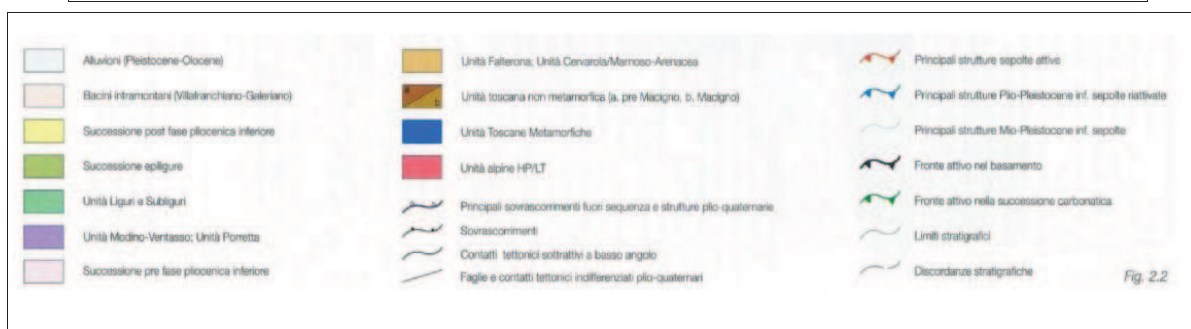 Alluvioni (Pleistocene-Olocene)
Bacini intramontani (Villafranchiano-Galeriano)
Successione post fase pliocenica inferiore
Successione epiligure
Unità Liguri e Subliguri
Unità Modino-Ventasso; Unità Porretta
Successione pre fase pliocenica inferiore
Unità Falterona; Unità Cervarola/Marnoso-Arenacea
a
b
Unità toscana non metamorfica (a. pre Macigno, b. Macigno)
Unità Toscane Metamorfiche
Unità alpine HP/LT
Principali sovrascorrimenti fuori sequenza e strutture plio-quaternarie
Sovrascorrimenti
Contatti tettonici sottrattivi a basso angolo
Faglie e contatti tettonici indifferenziati plio-quaternari
Principali strutture sepolte attive
Principali strutture Plio-Pleistocene inf. sepolte riattivate
Principali strutture Mio-Pleistocene inf. sepolte
Fronte attivo nel basamento
Fronte attivo nella successione carbonatica
Limiti stratigrafici
Discordanze stratigrafiche
Fig. 2.2